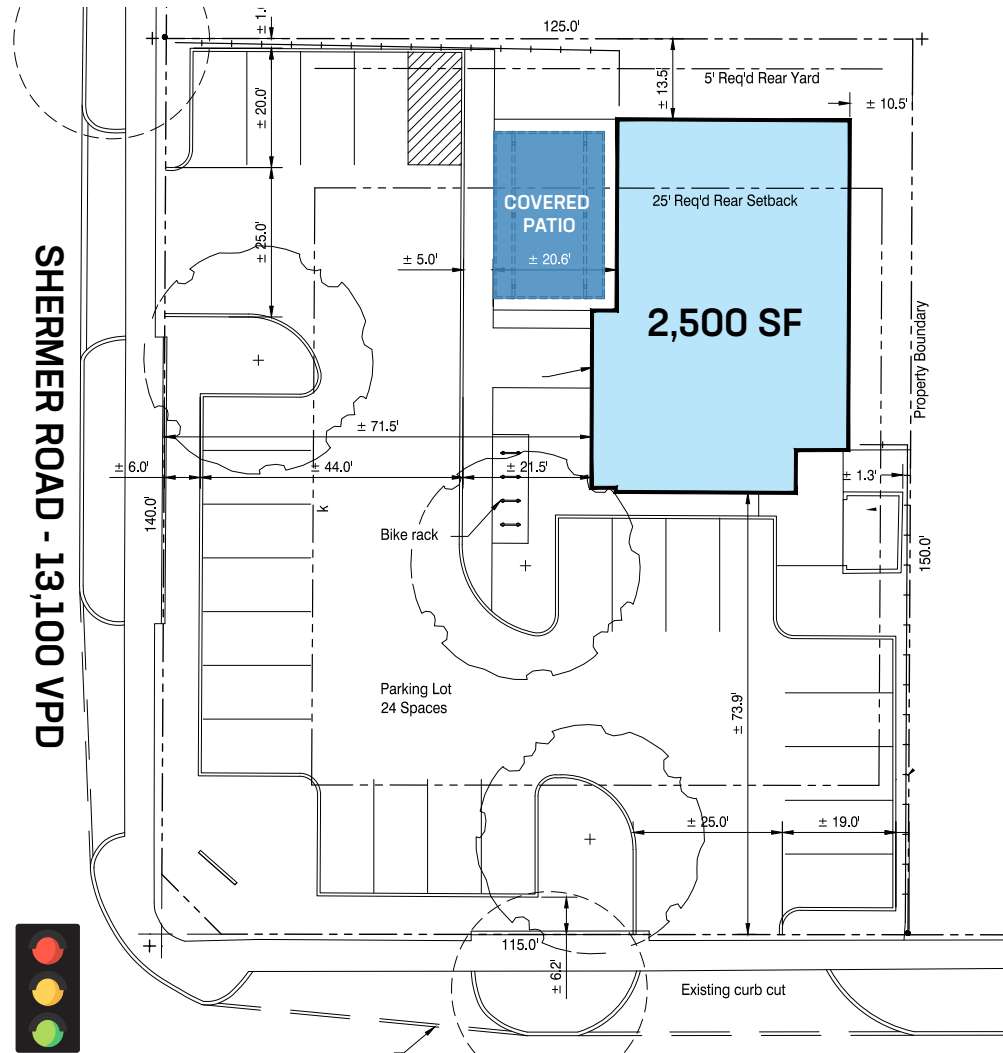 ± 1.
125.0'
± 20.0'
± 13.5'
5' Req'd Rear Yard
± 10.5'
25' Req'd Rear Setback
COVERED
PATIO
± 25.0'
± 5.0'
± 20.6'
2,500 SF
SHERMER ROAD - 13,100 VPD
Property Boundary
± 71.5'
± 6.0'
± 44.0'
± 21.5'
± 1.3'
140.0'
k
Bike rack
150.0'
Parking Lot
24 Spaces
± 73.9'
± 25.0'
± 19.0'
115.0'
± 6.2'
Existing curb cut